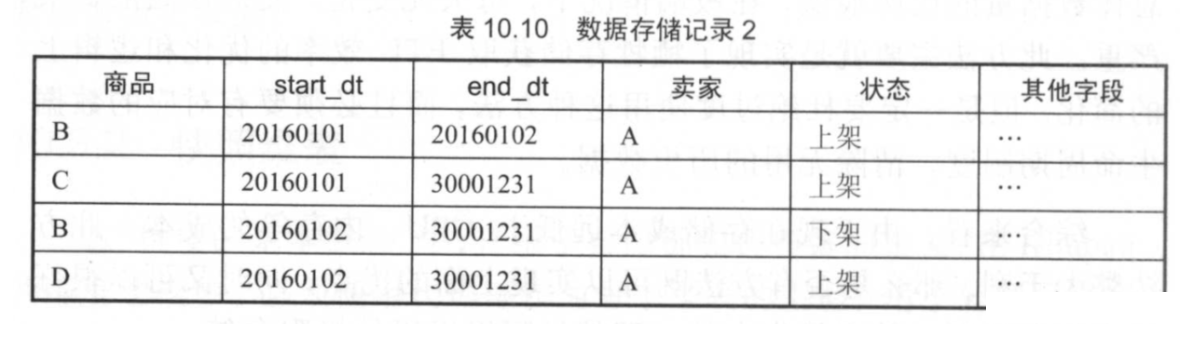 表 10.10 数据存储记录 2
商品 start_dt end_dt 卖家 状态 其他字段
B 20160101 20160102 A 上架 …
C 20160101 30001231 A 上架 …
B 20160102 30001231 A 下架 …
D 20160102 30001231 A 上架 …